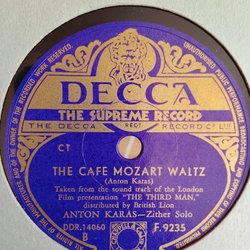 DECCA
THE SUPREME RECORD
THE DECCA RECORD Co LTD
REGT
CT
THE CAFE MOZART WALTZ
(Anton Karas)
Taken from the sound track of the London
Film presentation "THE THIRD MAN,"
distributed by British Lion
ANTON KARAS—Zither Solo
DDR.14060 F.9235
B